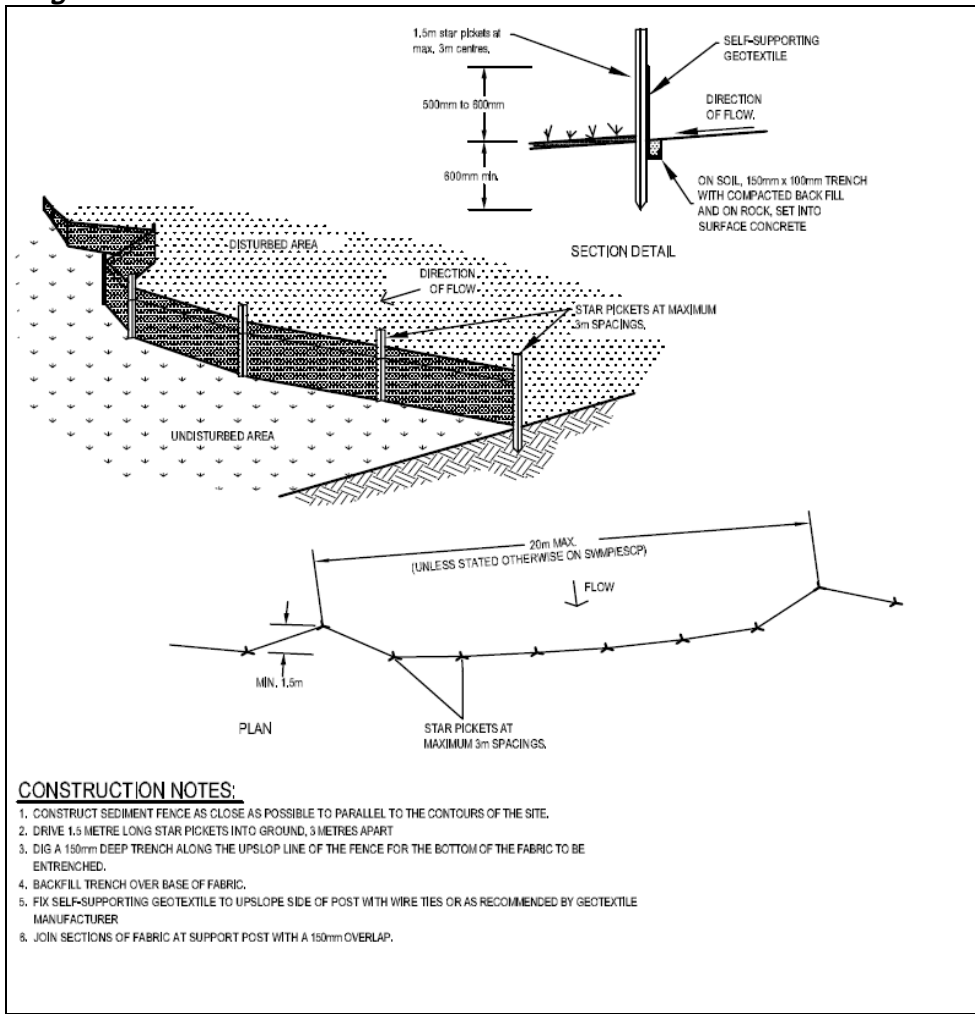 1.5m star pickets at
max. 3m centres.
SELF-SUPPORTING
GEOTEXTILE
500mm to 600mm
DIRECTION
OF FLOW.
600mm min.
ON SOIL, 150mm x 100mm TRENCH
WITH COMPACTED BACK FILL
AND ON ROCK, SET INTO
SURFACE CONCRETE
SECTION DETAIL
DISTURBED AREA
DIRECTION
OF FLOW.
STAR PICKETS AT MAXIMUM
3m SPACINGS.
UNDISTURBED AREA
20m MAX.
(UNLESS STATED OTHERWISE ON SWMP/ESCP)
FLOW
MIN. 1.5m
PLAN
STAR PICKETS AT
MAXIMUM 3m SPACINGS.
CONSTRUCTION NOTES:
1. CONSTRUCT SEDIMENT FENCE AS CLOSE AS POSSIBLE TO PARALLEL TO THE CONTOURS OF THE SITE.
2. DRIVE 1.5 METRE LONG STAR PICKETS INTO GROUND, 3 METRES APART
3. DIG A 150mm DEEP TRENCH ALONG THE UPSLOP LINE OF THE FENCE FOR THE BOTTOM OF THE FABRIC TO BE
ENTRENCHED.
4. BACKFILL TRENCH OVER BASE OF FABRIC.
5. FIX SELF-SUPPORTING GEOTEXTILE TO UPSLOPE SIDE OF POST WITH WIRE TIES OR AS RECOMMENDED BY GEOTEXTILE
MANUFACTURER
6. JOIN SECTIONS OF FABRIC AT SUPPORT POST WITH A 150mm OVERLAP.